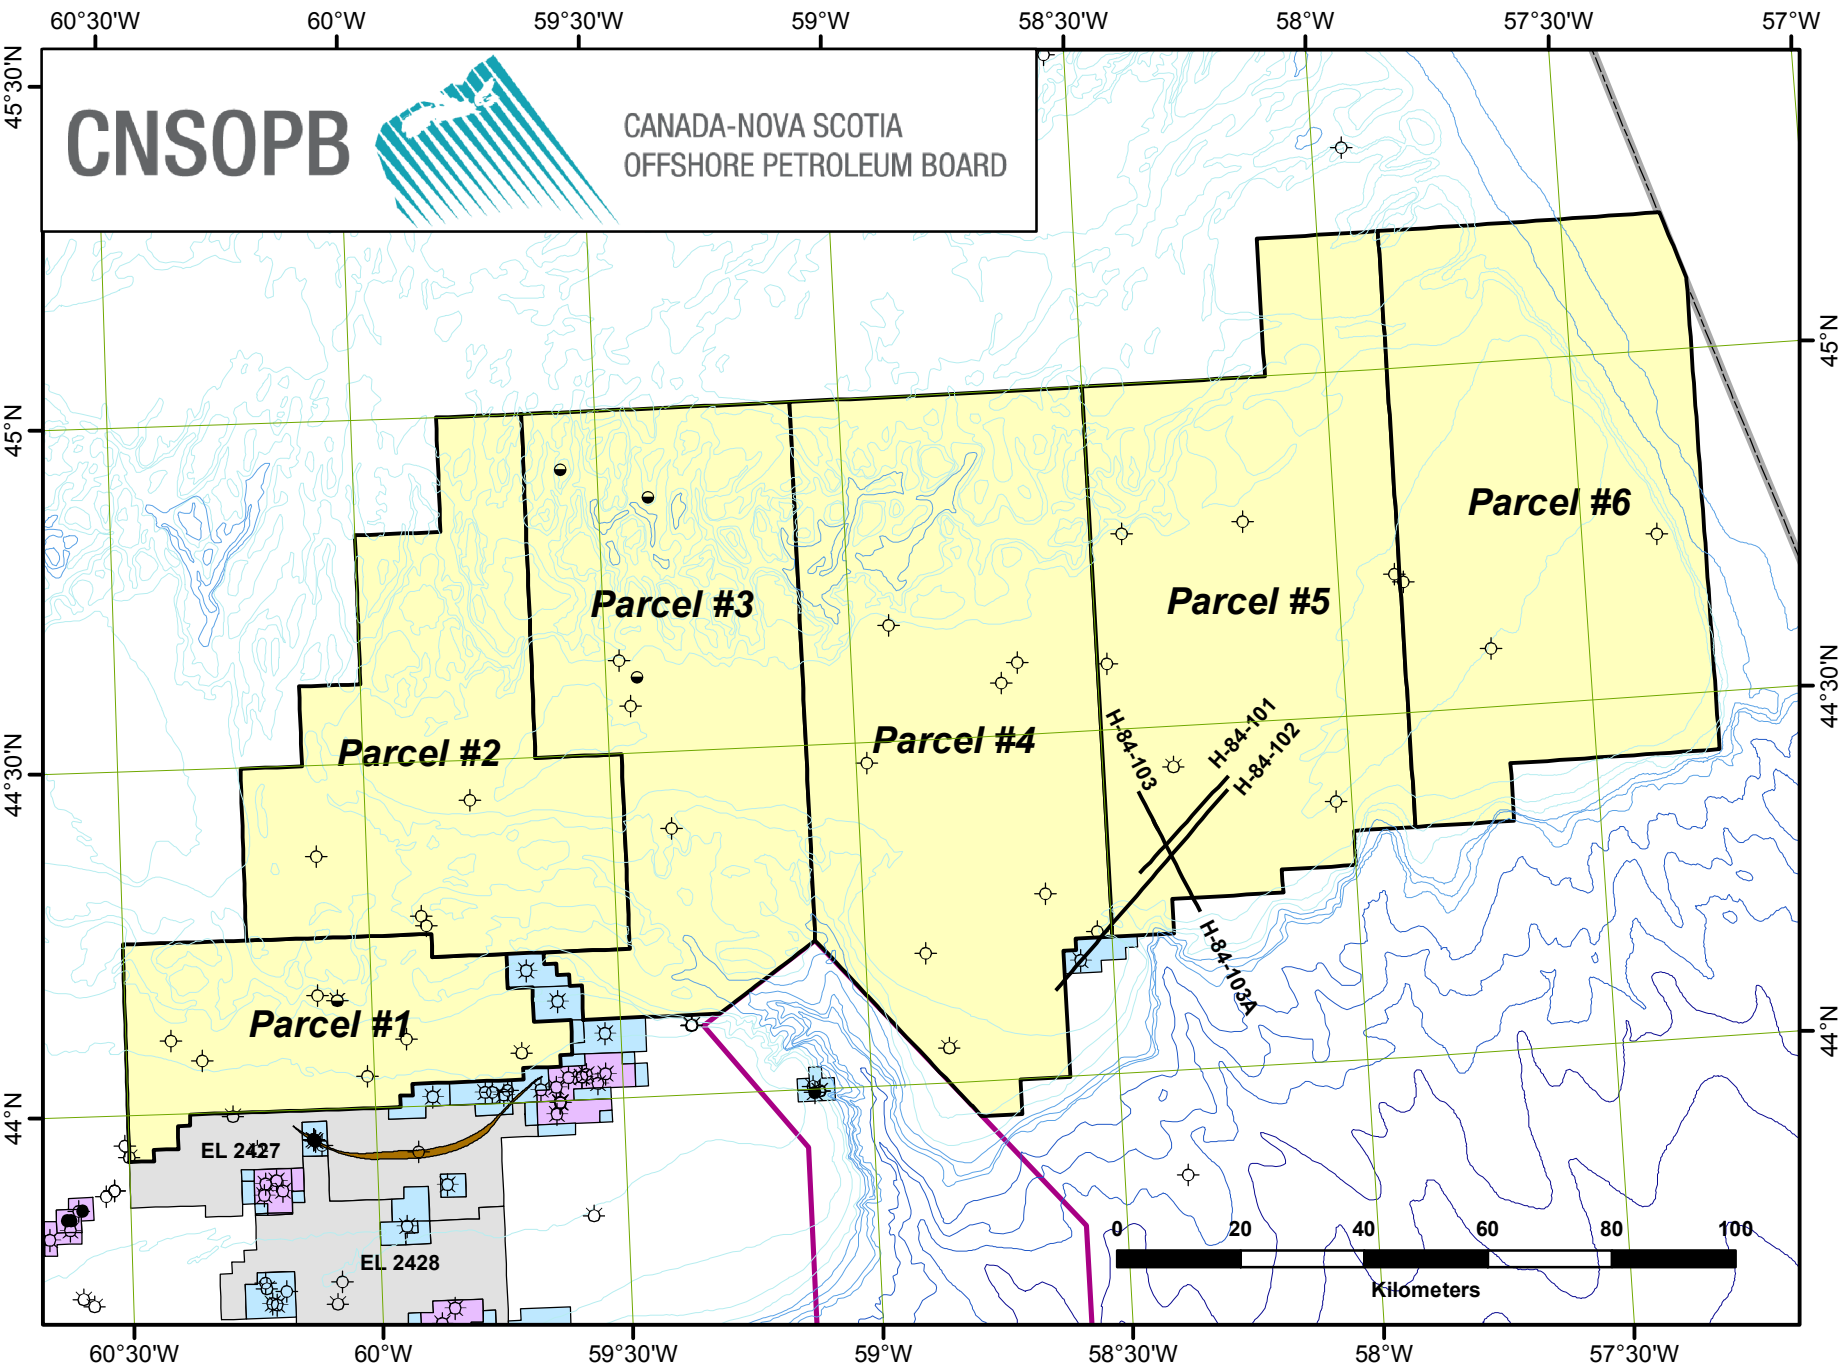 60°30'W 60°W 59°30'W 59°W 58°30'W 58°W 57°30'W 57°W
45°30'N
CNSOPB
CANADA-NOVA SCOTIA
OFFSHORE PETROLEUM BOARD
45°N
45°N
Parcel #6
Parcel #5
Parcel #3
44°30'N
H-84-101
H-84-102
H-84-103
Parcel #4
Parcel #2
44°30'N
H-84-103A
Parcel #1
44°N
44°N
EL 2427
EL 2428
0 20 40 60 80 100
Kilometers
60°30'W 60°W 59°30'W 59°W 58°30'W 58°W 57°30'W